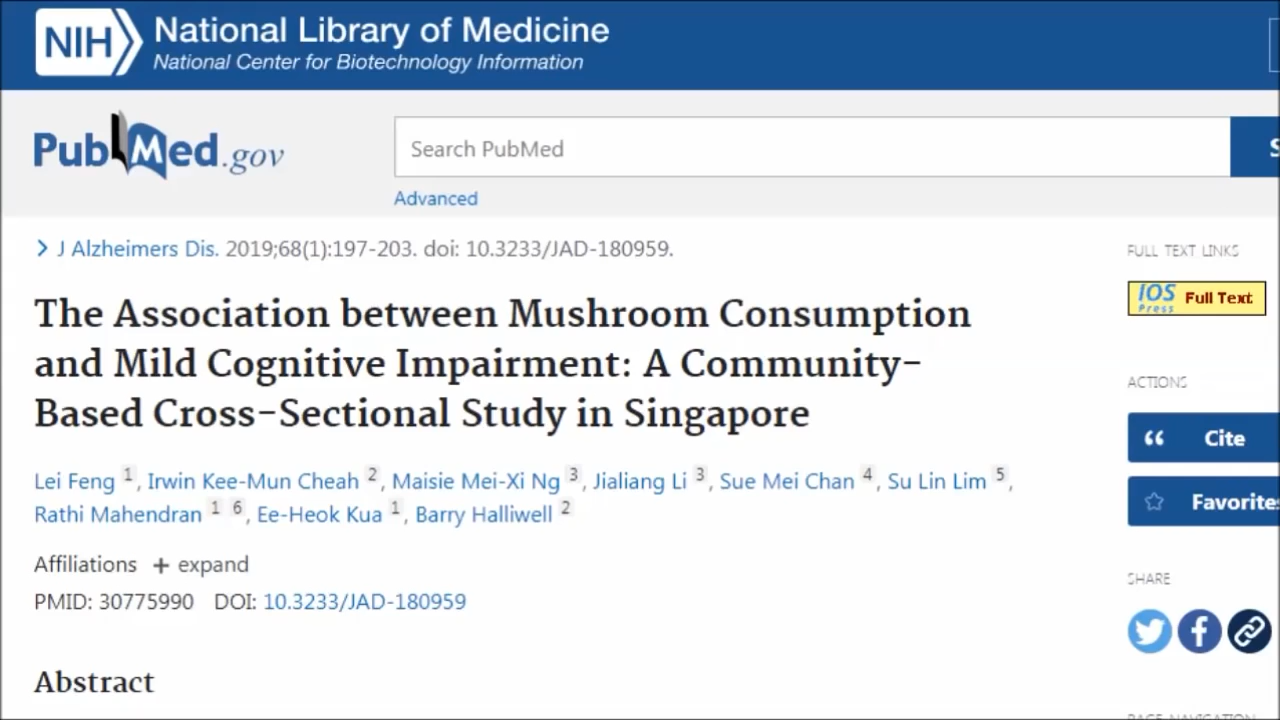 NIH National Library of Medicine
National Center for Biotechnology Information
PubMed.gov
Search PubMed
S
Advanced
J Alzheimers Dis. 2019;68(1):197-203. doi: 10.3233/JAD-180959.
The Association between Mushroom Consumption
and Mild Cognitive Impairment: A Community-
Based Cross-Sectional Study in Singapore
Lei Feng 1, Irwin Kee-Mun Cheah 2, Maisie Mei-Xi Ng 3, Jialiang Li 3, Sue Mei Chan 4, Su Lin Lim 5,
Rathi Mahendran 1 6, Ee-Heok Kua 1, Barry Halliwell 2
Affiliations + expand
PMID: 30775990 DOI: 10.3233/JAD-180959
Abstract
FULL TEXT LINKS
IOS Press Full Text
ACTIONS
Cite
Favorites
SHARE
PAGE NAVIGATION